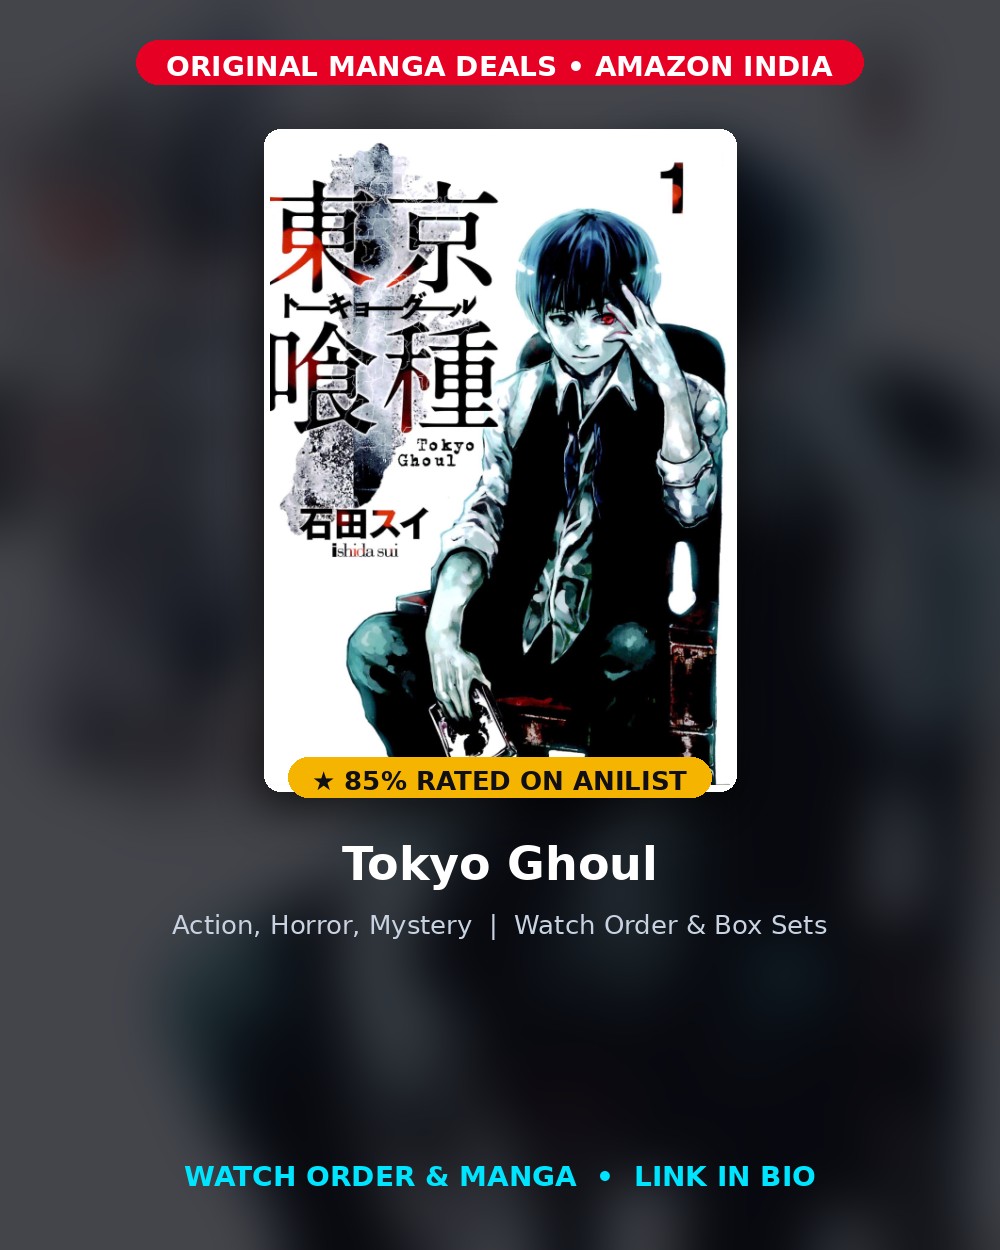 ORIGINAL MANGA DEALS • AMAZON INDIA
1
東京
トーキョーグール
喰種
Tokyo
Ghoul
石田スイ
ishida sui
★ 85% RATED ON ANILIST
Tokyo Ghoul
Action, Horror, Mystery | Watch Order & Box Sets
WATCH ORDER & MANGA • LINK IN BIO